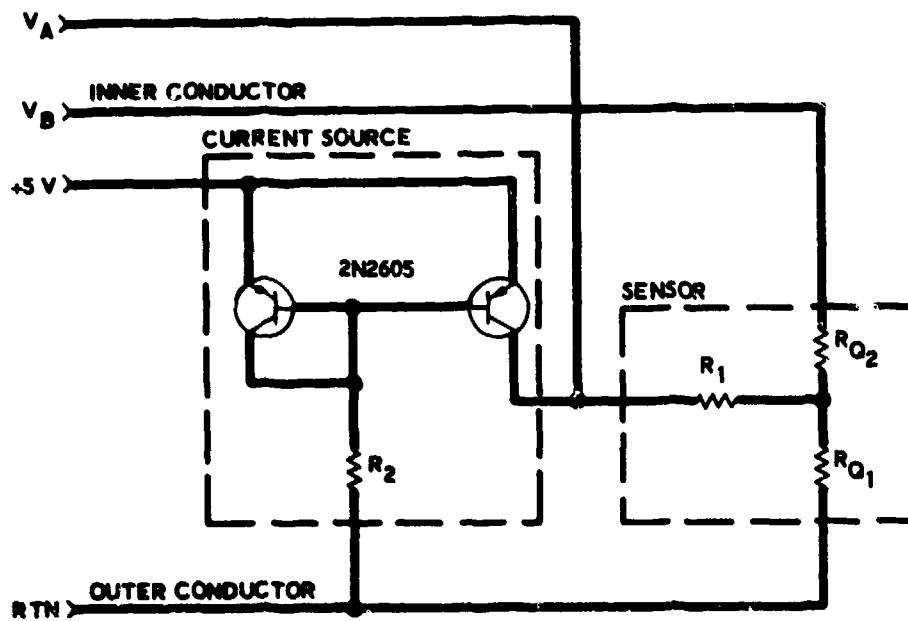 VA
INNER CONDUCTOR
VB
CURRENT SOURCE
+5 V
2N2605
SENSOR
R1
RQ2
R2
RQ1
OUTER CONDUCTOR
RTN